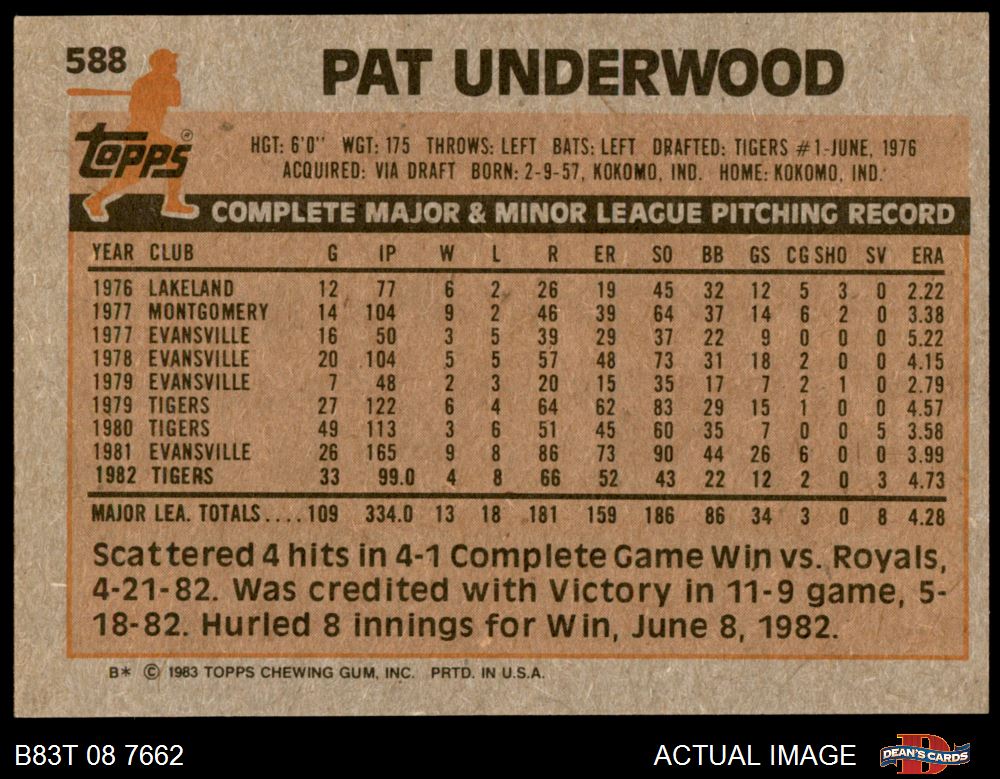 588
PAT UNDERWOOD
Topps ®
HGT: 6'0" WGT: 175 THROWS: LEFT BATS: LEFT DRAFTED: TIGERS #1-JUNE, 1976
ACQUIRED: VIA DRAFT BORN: 2-9-57, KOKOMO, IND. HOME: KOKOMO, IND.
COMPLETE MAJOR & MINOR LEAGUE PITCHING RECORD
YEAR CLUB G IP W L R ER SO BB GS CG SHO SV ERA
1976 LAKELAND 12 77 6 2 26 19 45 32 12 5 3 0 2.22
1977 MONTGOMERY 14 104 9 2 46 39 64 37 14 6 2 0 3.38
1977 EVANSVILLE 16 50 3 5 39 29 37 22 9 0 0 0 5.22
1978 EVANSVILLE 20 104 5 5 57 48 73 31 18 2 0 0 4.15
1979 EVANSVILLE 7 48 2 3 20 15 35 17 7 2 1 0 2.79
1979 TIGERS 27 122 6 4 64 62 83 29 15 1 0 0 4.57
1980 TIGERS 49 113 3 6 51 45 60 35 7 0 0 5 3.58
1981 EVANSVILLE 26 165 9 8 86 73 90 44 26 6 0 0 3.99
1982 TIGERS 33 99.0 4 8 66 52 43 22 12 2 0 3 4.73
MAJOR LEA. TOTALS....109 334.0 13 18 181 159 186 86 34 3 0 8 4.28
Scattered 4 hits in 4-1 Complete Game Win vs. Royals,
4-21-82. Was credited with Victory in 11-9 game, 5-
18-82. Hurled 8 innings for Win, June 8, 1982.
B* © 1983 TOPPS CHEWING GUM, INC. PRTD. IN U.S.A.
B83T 08 7662 ACTUAL IMAGE DEAN'S CARDS